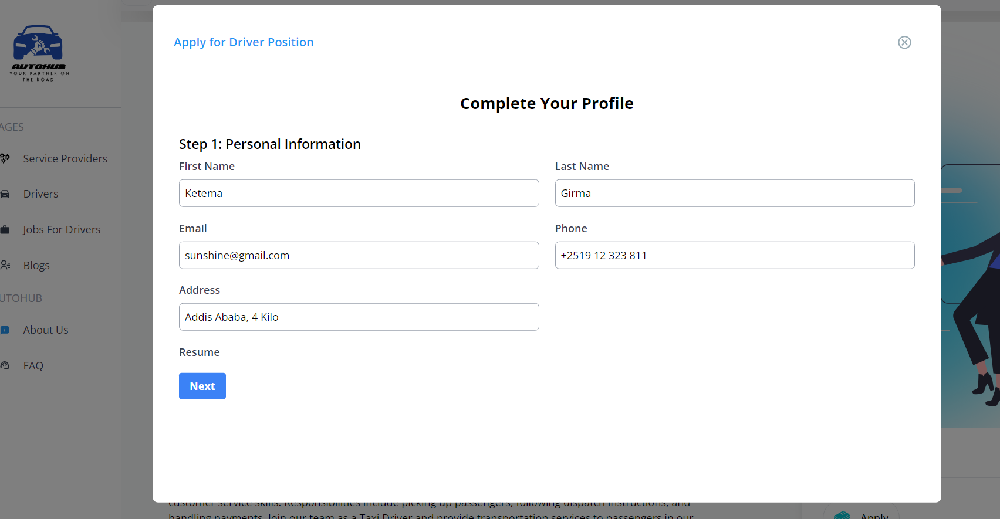 AUTOHUB
YOUR PARTNER ON
THE ROAD
AGES
Service Providers
Drivers
Jobs For Drivers
Blogs
UTOHUB
About Us
FAQ
Apply for Driver Position
Complete Your Profile
Step 1: Personal Information
First Name
Last Name
Ketema
Girma
Email
Phone
sunshine@gmail.com
+2519 12 323 811
Address
Addis Ababa, 4 Kilo
Resume
Next
customer service skills. Responsibilities include picking up passengers, following dispatch instructions, and
handling payments. Join our team as a Taxi Driver and provide transportation services to passengers in our
Apply